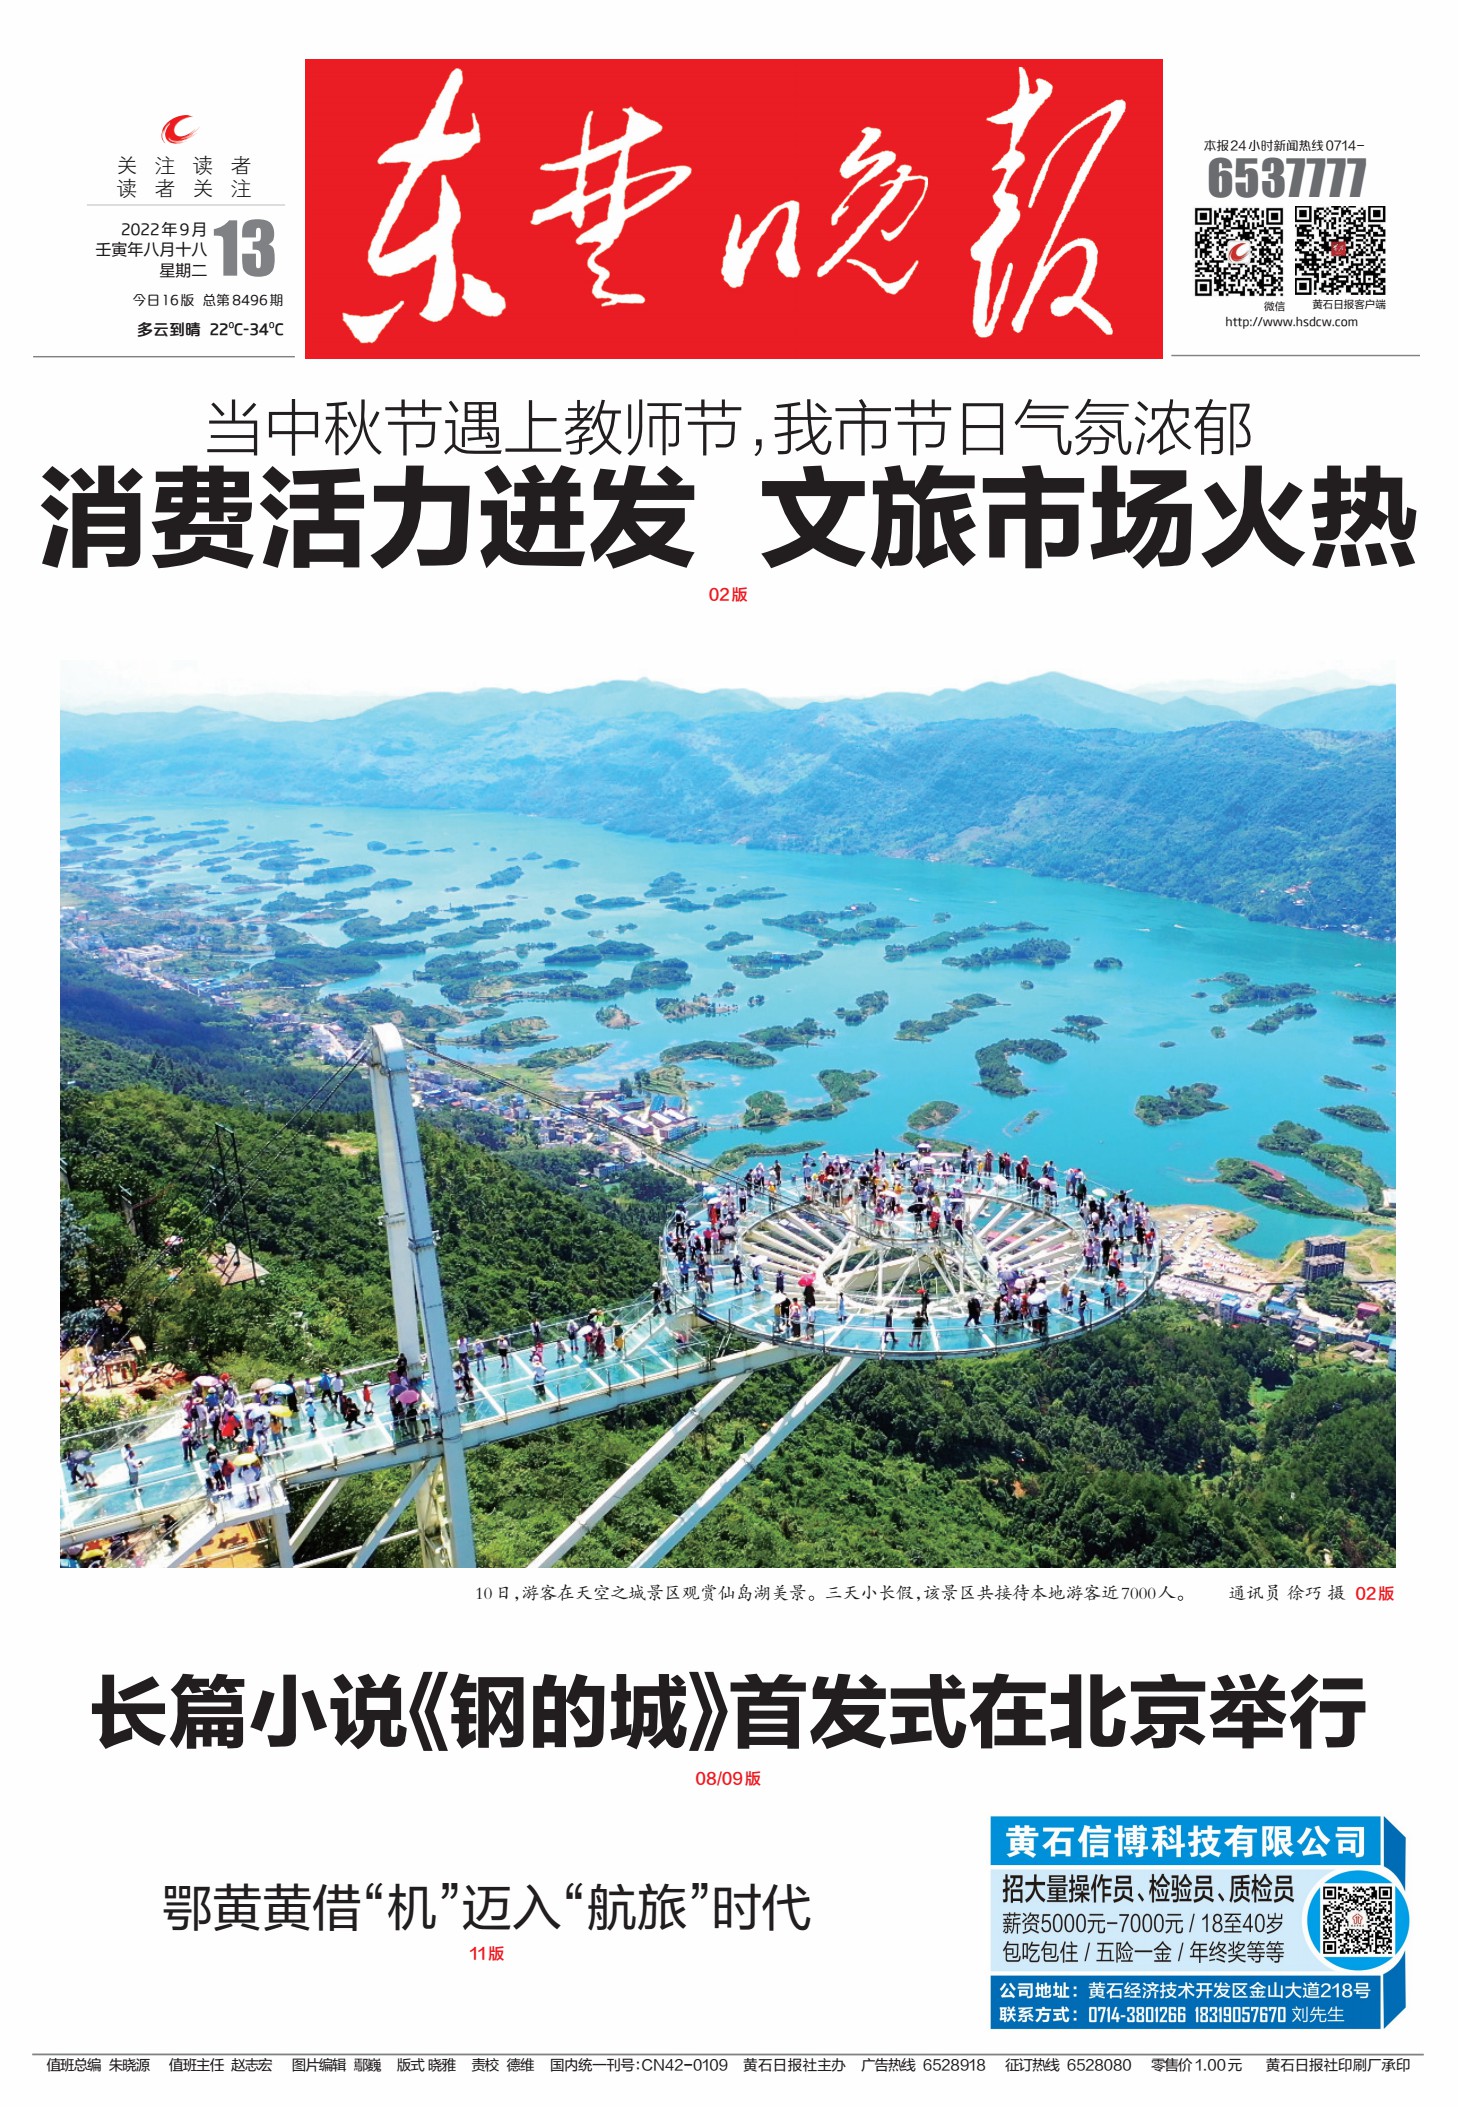 关注读者
读者关注
2022年9月
壬寅年八月十八
星期二
13
今日16版 总第8496期
多云到晴 22℃-34℃
东楚晚报
本报24小时新闻热线0714-
6537777
微信
黄石日报客户端
http://www.hsdcw.com
当中秋节遇上教师节,我市节日气氛浓郁
消费活力迸发 文旅市场火热
02版
10日,游客在天空之城景区观赏仙岛湖美景。三天小长假,该景区共接待本地游客近7000人。 通讯员 徐巧 摄 02版
长篇小说《钢的城》首发式在北京举行
08/09版
鄂黄黄借“机”迈入“航旅”时代
11版
黄石信博科技有限公司
招大量操作员、检验员、质检员
薪资5000元-7000元 / 18至40岁
包吃包住 / 五险一金 / 年终奖等等
公司地址：黄石经济技术开发区金山大道218号
联系方式：0714-3801266 18319057670 刘先生
值班总编 朱晓源 值班主任 赵志宏 图片编辑 鄢巍 版式 晓雅 责校 德维 国内统一刊号:CN42-0109 黄石日报社主办 广告热线 6528918 征订热线 6528080 零售价1.00元 黄石日报社印刷厂承印